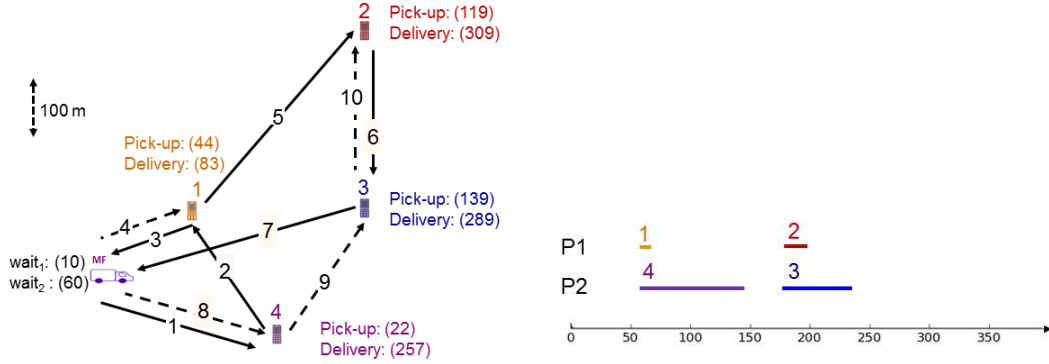 2
Pick-up: (119)
Delivery: (309)
100 m
10
5
6
Pick-up: (44)
Delivery: (83)
1
3
Pick-up: (139)
Delivery: (289)
4
3
7
MF
wait₁: (10)
wait₂ : (60)
2
9
8
1
4
Pick-up: (22)
Delivery: (257)
P1
1
2
P2
4
3
0 50 100 150 200 250 300 350